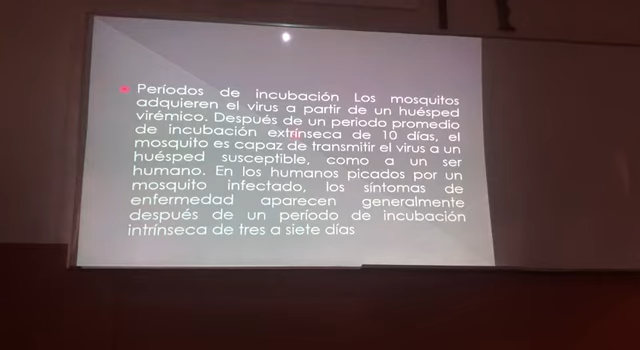 Períodos de incubación Los mosquitos
adquieren el virus a partir de un huésped
virémico. Después de un periodo promedio
de incubación extrínseca de 10 días, el
mosquito es capaz de transmitir el virus a un
huésped susceptible, como a un ser
humano. En los humanos picados por un
mosquito infectado, los síntomas de
enfermedad aparecen generalmente
después de un período de incubación
intrínseca de tres a siete días